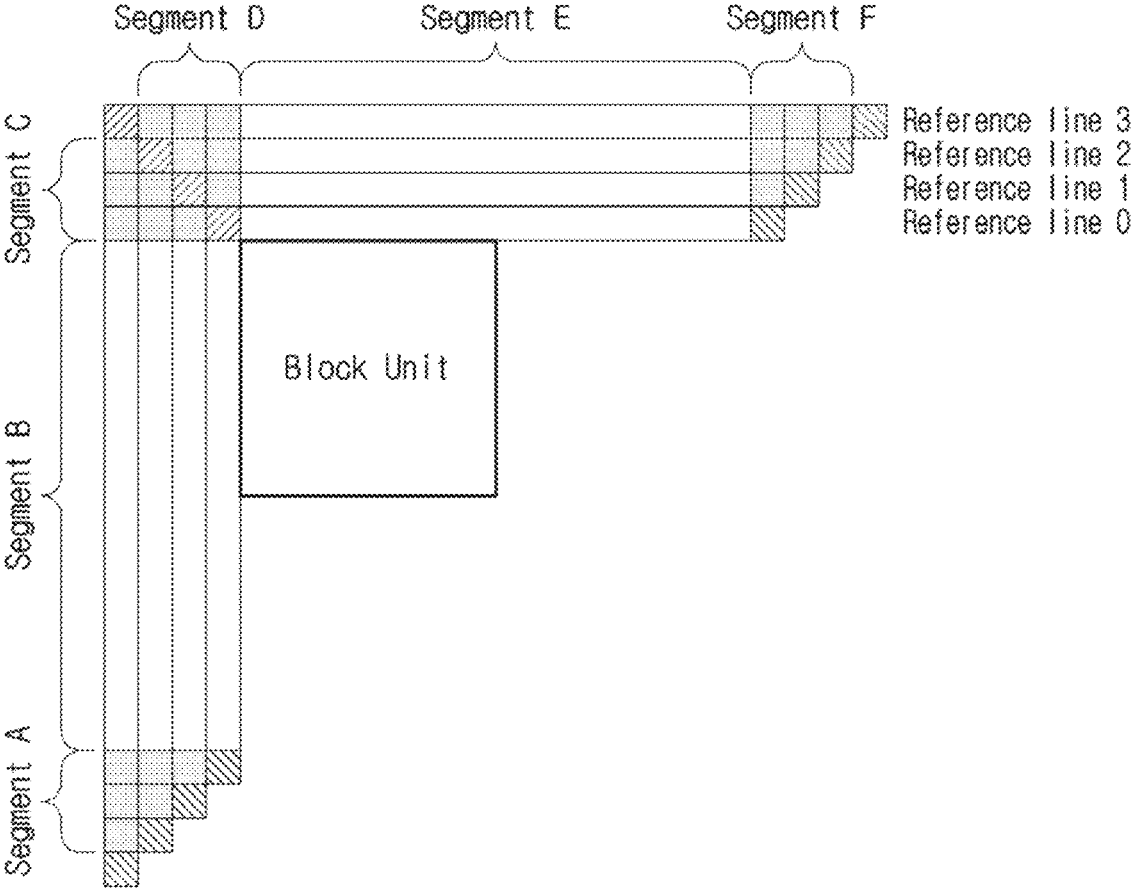 Segment D
Segment E
Segment F
Segment C
Reference line 3
Reference line 2
Reference line 1
Reference line 0
Segment B
Block Unit
Segment A